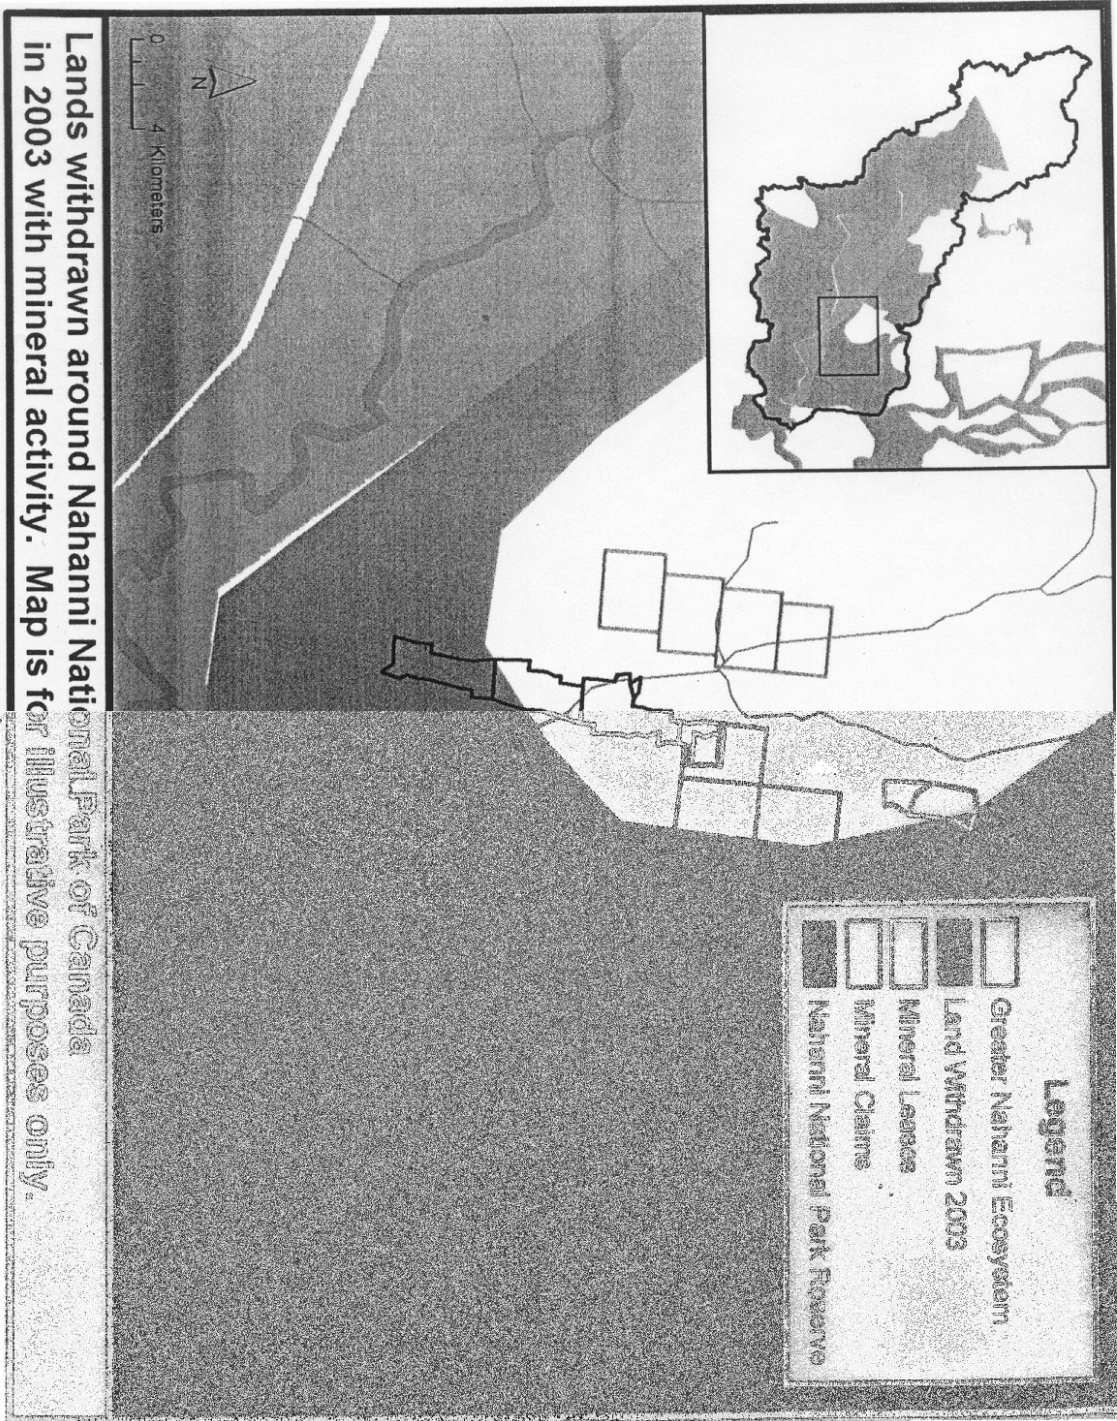 N
0 4 Kilometers
Legend
Greater Nahanni Ecosystem
Land Withdrawn 2003
Mineral Leases
Mineral Claims
Nahanni National Park Reserve
Lands withdrawn around Nahanni National Park of Canada
in 2003 with mineral activity. Map is for illustrative purposes only.